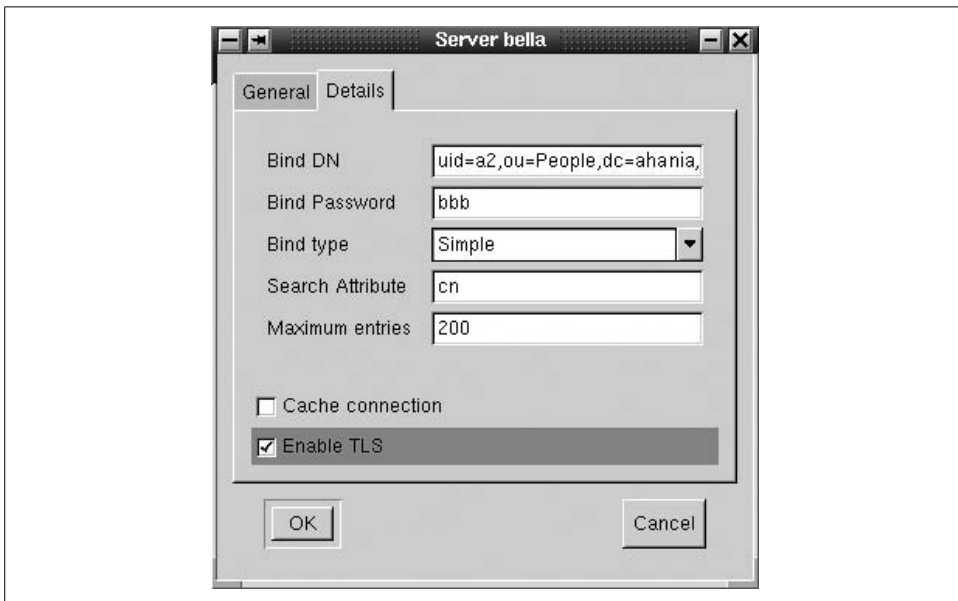 Server bella
General Details
Bind DN uid=a2,ou=People,dc=ahania,
Bind Password bbb
Bind type Simple
Search Attribute cn
Maximum entries 200
Cache connection
Enable TLS
OK Cancel